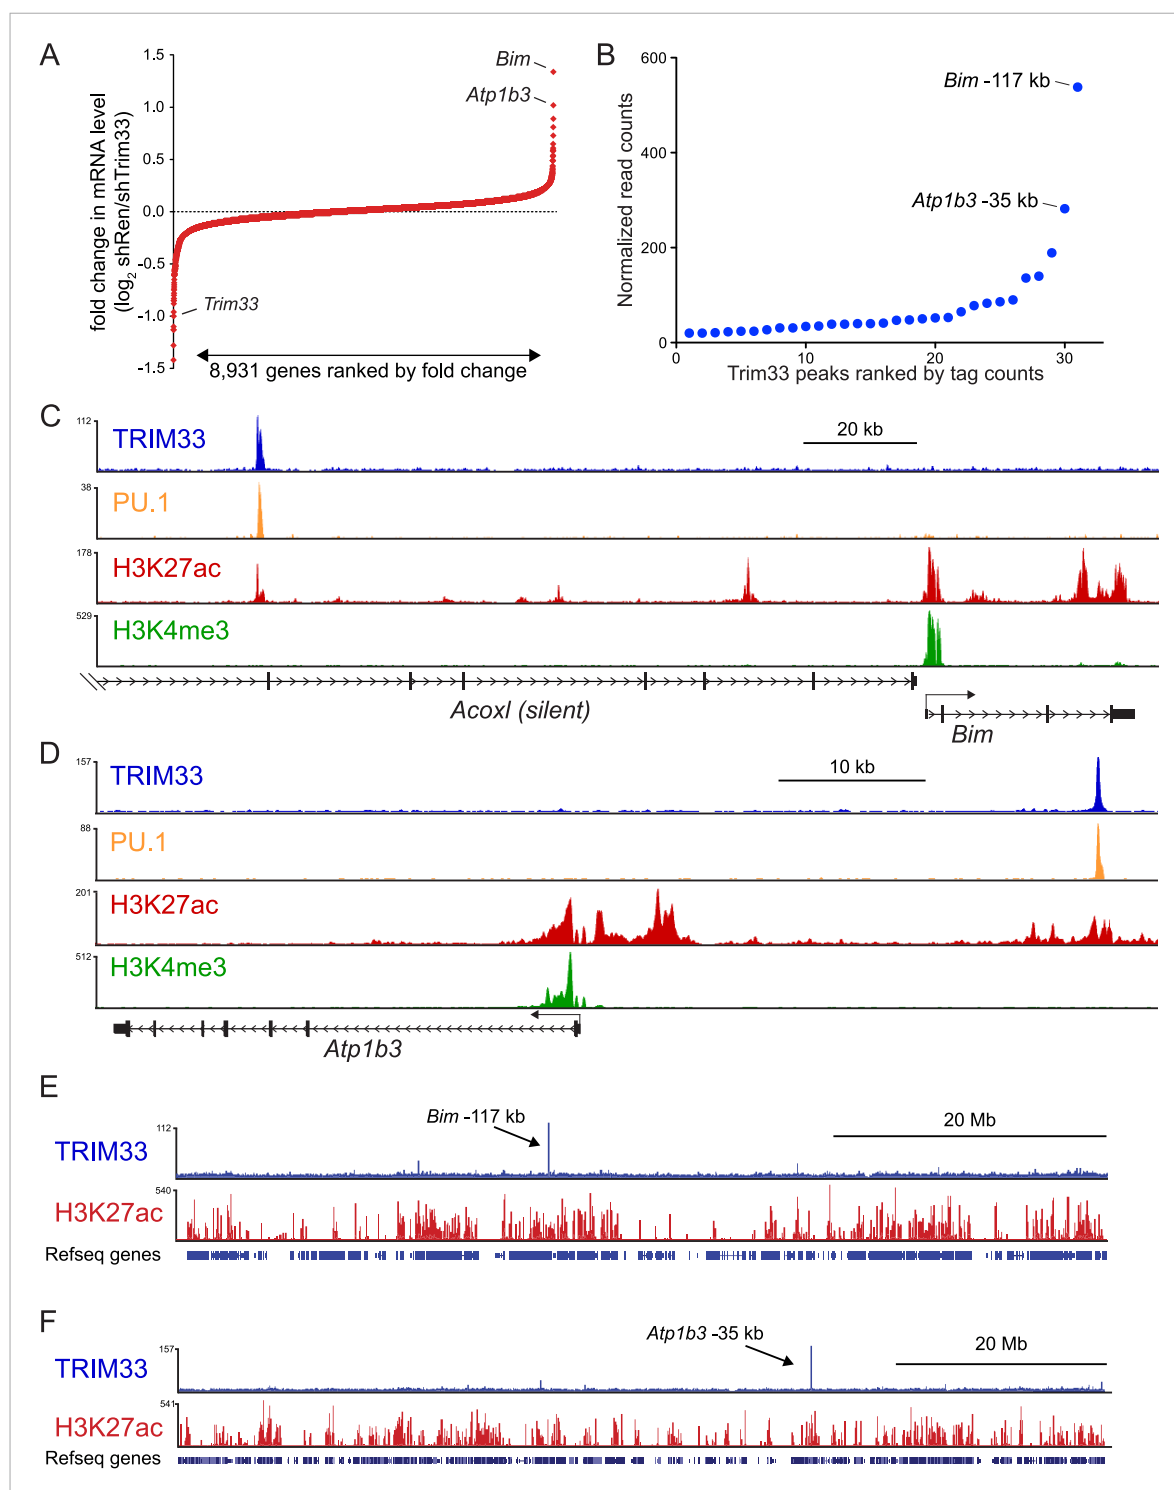 A
fold change in mRNA level
(log2 shRen/shTrim33)
1.5
1.0
0.5
0.0
-0.5
-1.0
-1.5
Bim
Atp1b3
Trim33
8,931 genes ranked by fold change
B
Normalized read counts
600
400
200
0
Bim -117 kb
Atp1b3 -35 kb
0
10
20
30
Trim33 peaks ranked by tag counts
C
112
TRIM33
20 kb
38
PU.1
178
H3K27ac
529
H3K4me3
Acoxl (silent)
Bim
D
157
TRIM33
10 kb
88
PU.1
201
H3K27ac
512
H3K4me3
Atp1b3
E
Bim -117 kb
20 Mb
112
TRIM33
540
H3K27ac
Refseq genes
F
Atp1b3 -35 kb
20 Mb
157
TRIM33
541
H3K27ac
Refseq genes